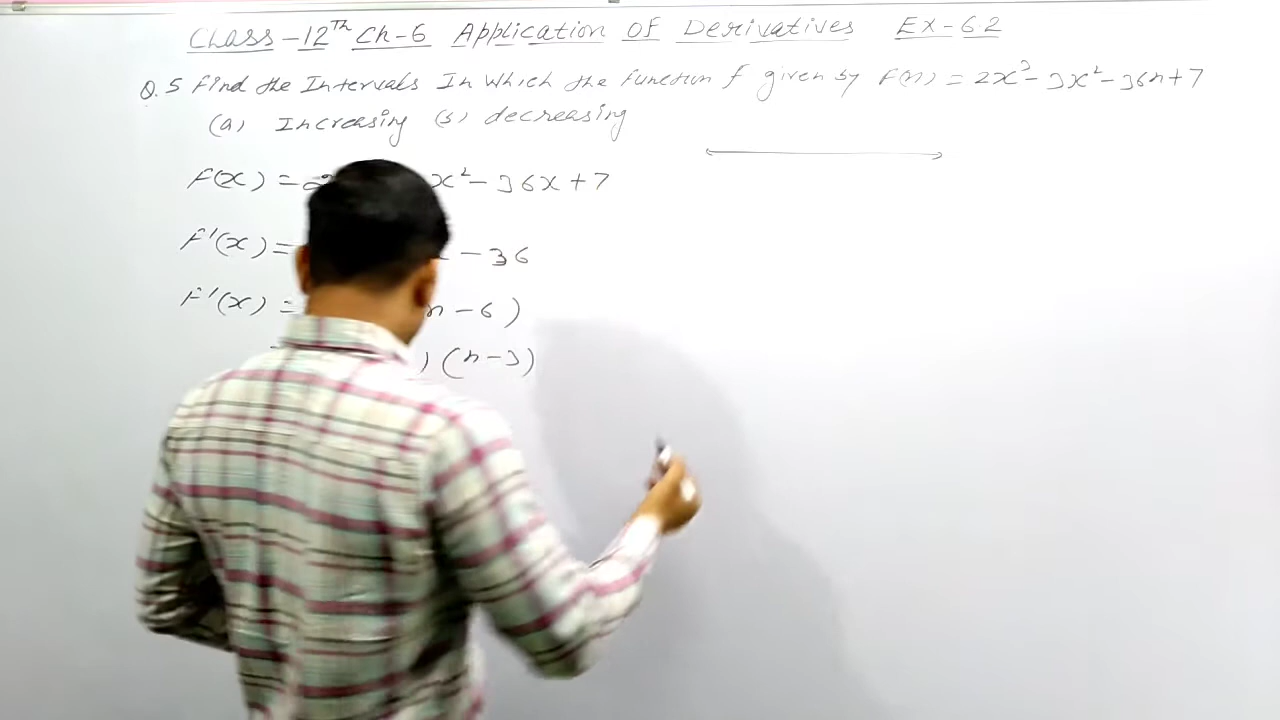 Class-12th Ch-6 Application of Derivatives Ex-6.2
Q.5 Find the Intervals In which the function f given by f(x) = 2x³-3x²-36x+7
(a) Increasing (b) decreasing
f(x) = 2 x²-36x+7
f'(x) = - 36
f'(x) = x-6)
) (x-3)